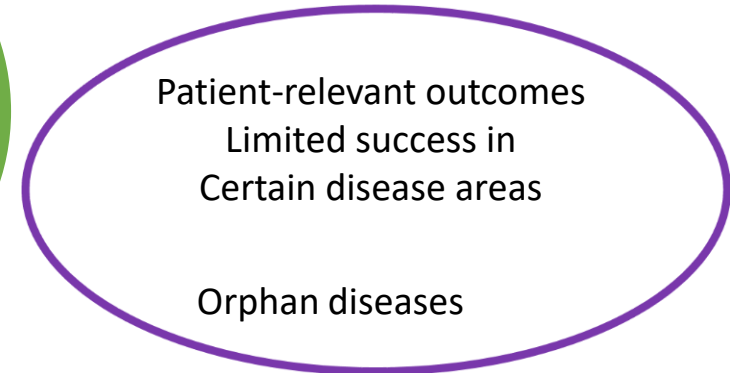 Patient-relevant outcomes
Limited success in
Certain disease areas
Orphan diseases